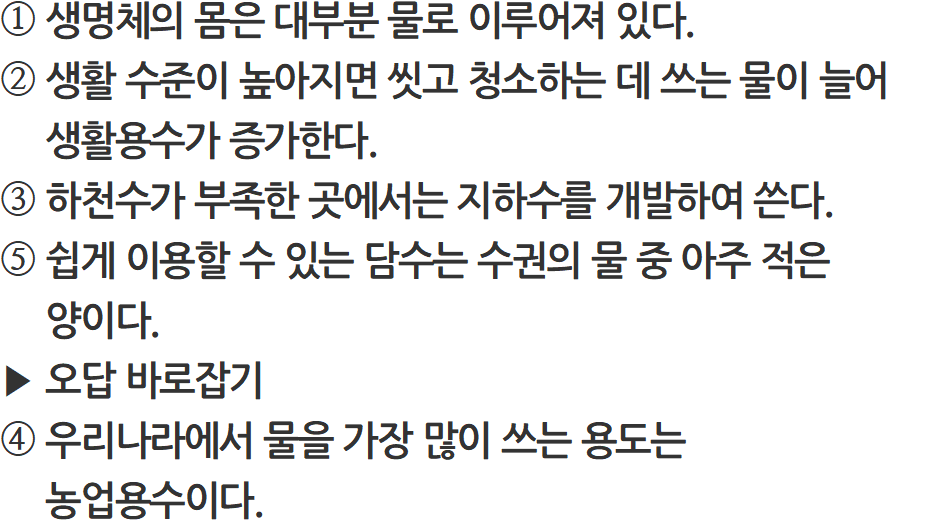 ① 생명체의 몸은 대부분 물로 이루어져 있다.
② 생활 수준이 높아지면 씻고 청소하는 데 쓰는 물이 늘어
생활용수가 증가한다.
③ 하천수가 부족한 곳에서는 지하수를 개발하여 쓴다.
⑤ 쉽게 이용할 수 있는 담수는 수권의 물 중 아주 적은
양이다.
▶ 오답 바로잡기
④ 우리나라에서 물을 가장 많이 쓰는 용도는
농업용수이다.